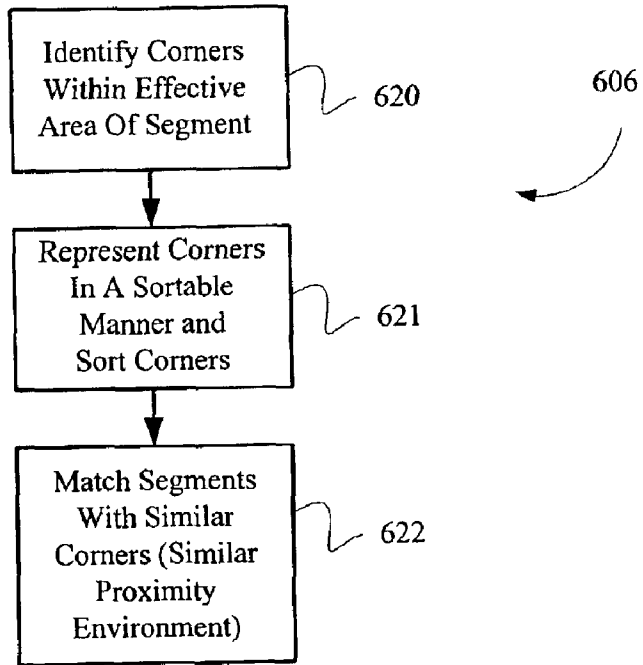 Identify Corners
Within Effective
Area Of Segment
620
606
Represent Corners
In A Sortable
Manner and
Sort Corners
621
Match Segments
With Similar
Corners (Similar
Proximity
Environment)
622